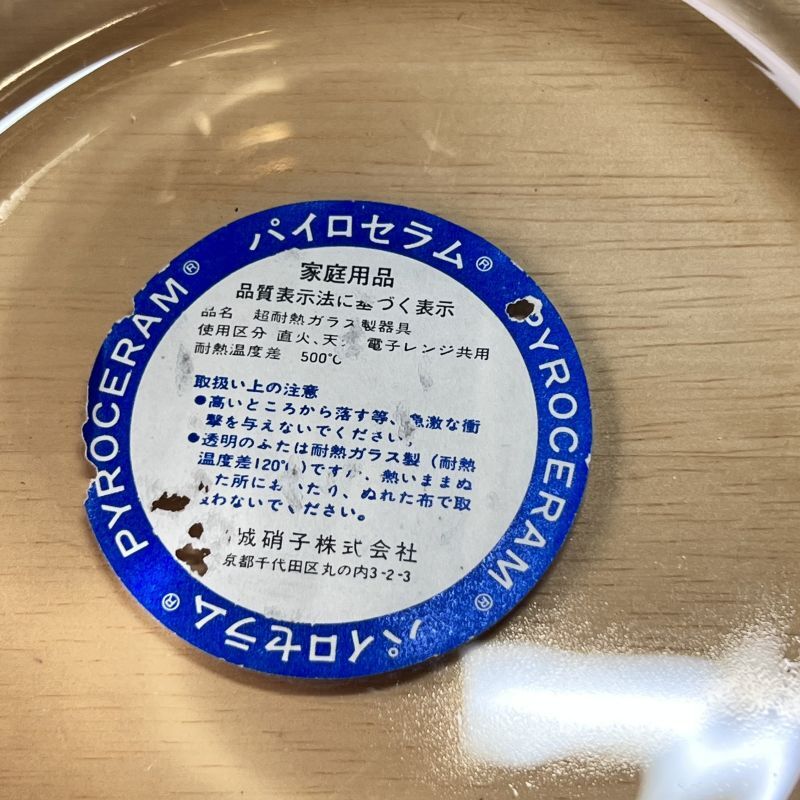 パイロセラム®
PYROCERAM®
PYROCERAM®
パイロセラム®
家庭用品
品質表示法に基づく表示
品名 超耐熱ガラス製器具
使用区分 直火、天 電子レンジ共用
耐熱温度差 500℃
取扱い上の注意
●高いところから落す等、急激な衝
撃を与えないでください
●透明のふたは耐熱ガラス製（耐熱
温度差120℃）ですか、熱いままぬ
た所に いたり、ぬれた布で取
わないでください。
城硝子株式会社
京都千代田区丸の内3-2-3